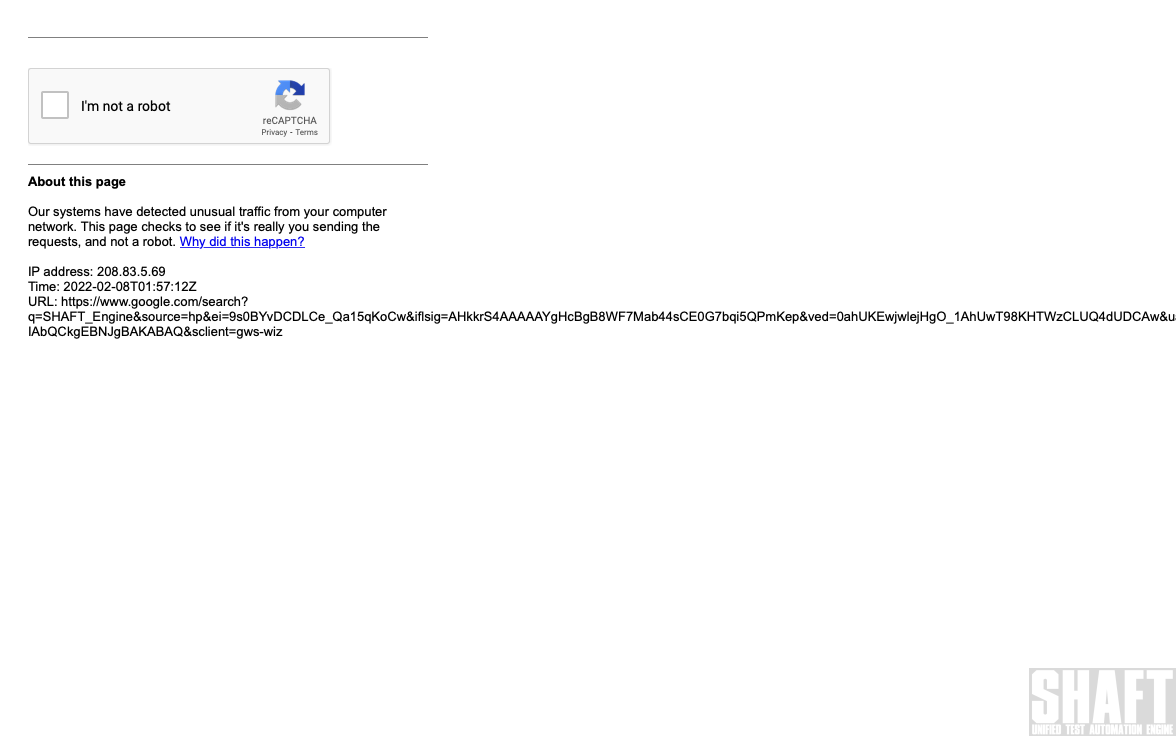 I'm not a robot
reCAPTCHA
Privacy - Terms
About this page
Our systems have detected unusual traffic from your computer
network. This page checks to see if it's really you sending the
requests, and not a robot. Why did this happen?
IP address: 208.83.5.69
Time: 2022-02-08T01:57:12Z
URL: https://www.google.com/search?
q=SHAFT_Engine&source=hp&ei=9s0BYvDCDLCe_Qa15qKoCw&iflsig=AHkkrS4AAAAAYgHcBgB8WF7Mab44sCE0G7bqi5QPmKep&ved=0ahUKEwjwlejHgO_1AhUwT98KHTWzCLUQ4dUDCAw&u
IAbQCkgEBNJgBAKABAQ&sclient=gws-wiz
SHAFT
UNIFIED TEST AUTOMATION ENGINE